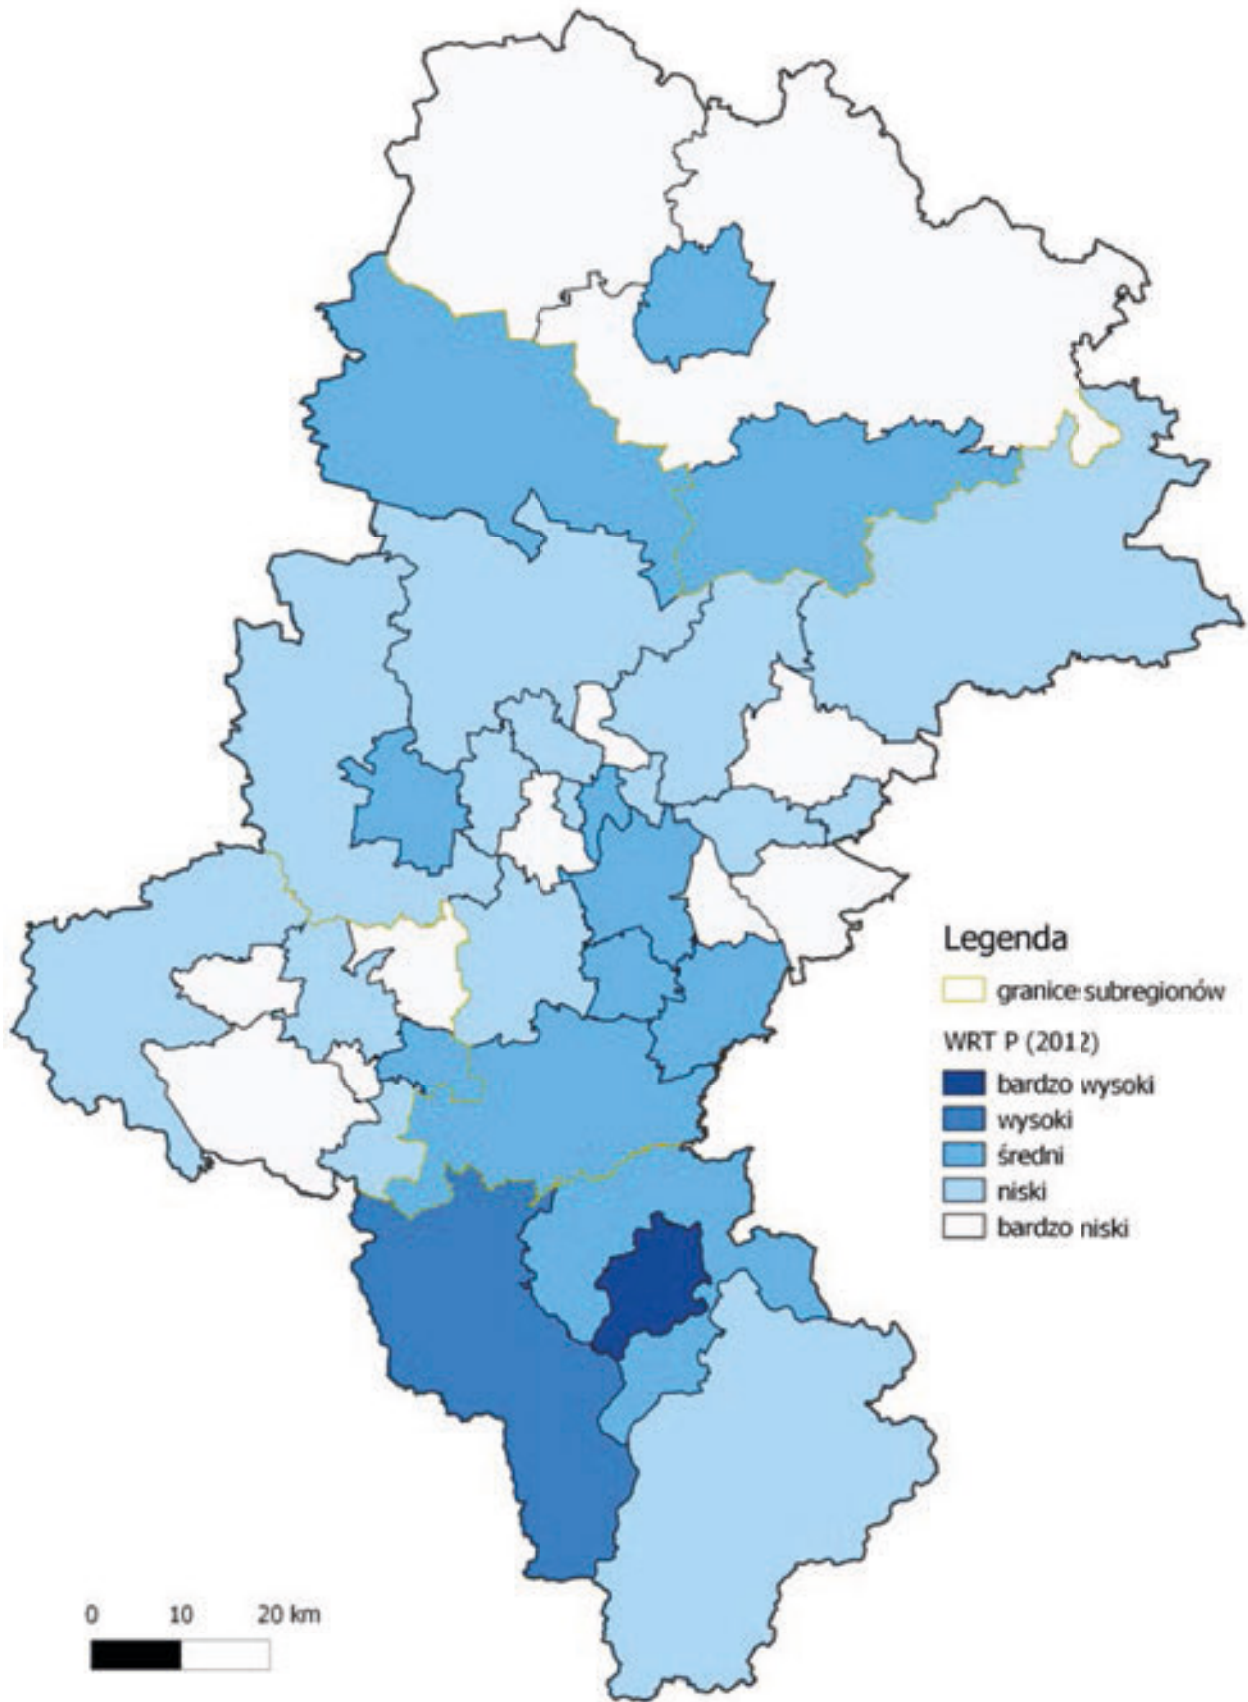 Legenda
granice subregionów
WRT P (2012)
bardzo wysoki
wysoki
średni
niski
bardzo niski
0 10 20 km